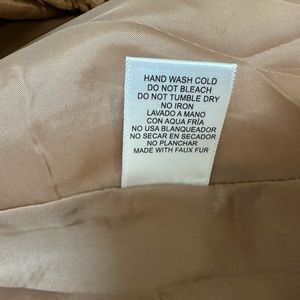 HAND WASH COLD
DO NOT BLEACH
DO NOT TUMBLE DRY
NO IRON
LAVADO A MANO
CON AQUA FRÍA
NO USA BLANQUEADOR
NO SECAR EN SECADOR
NO PLANCHAR
MADE WITH FAUX FUR